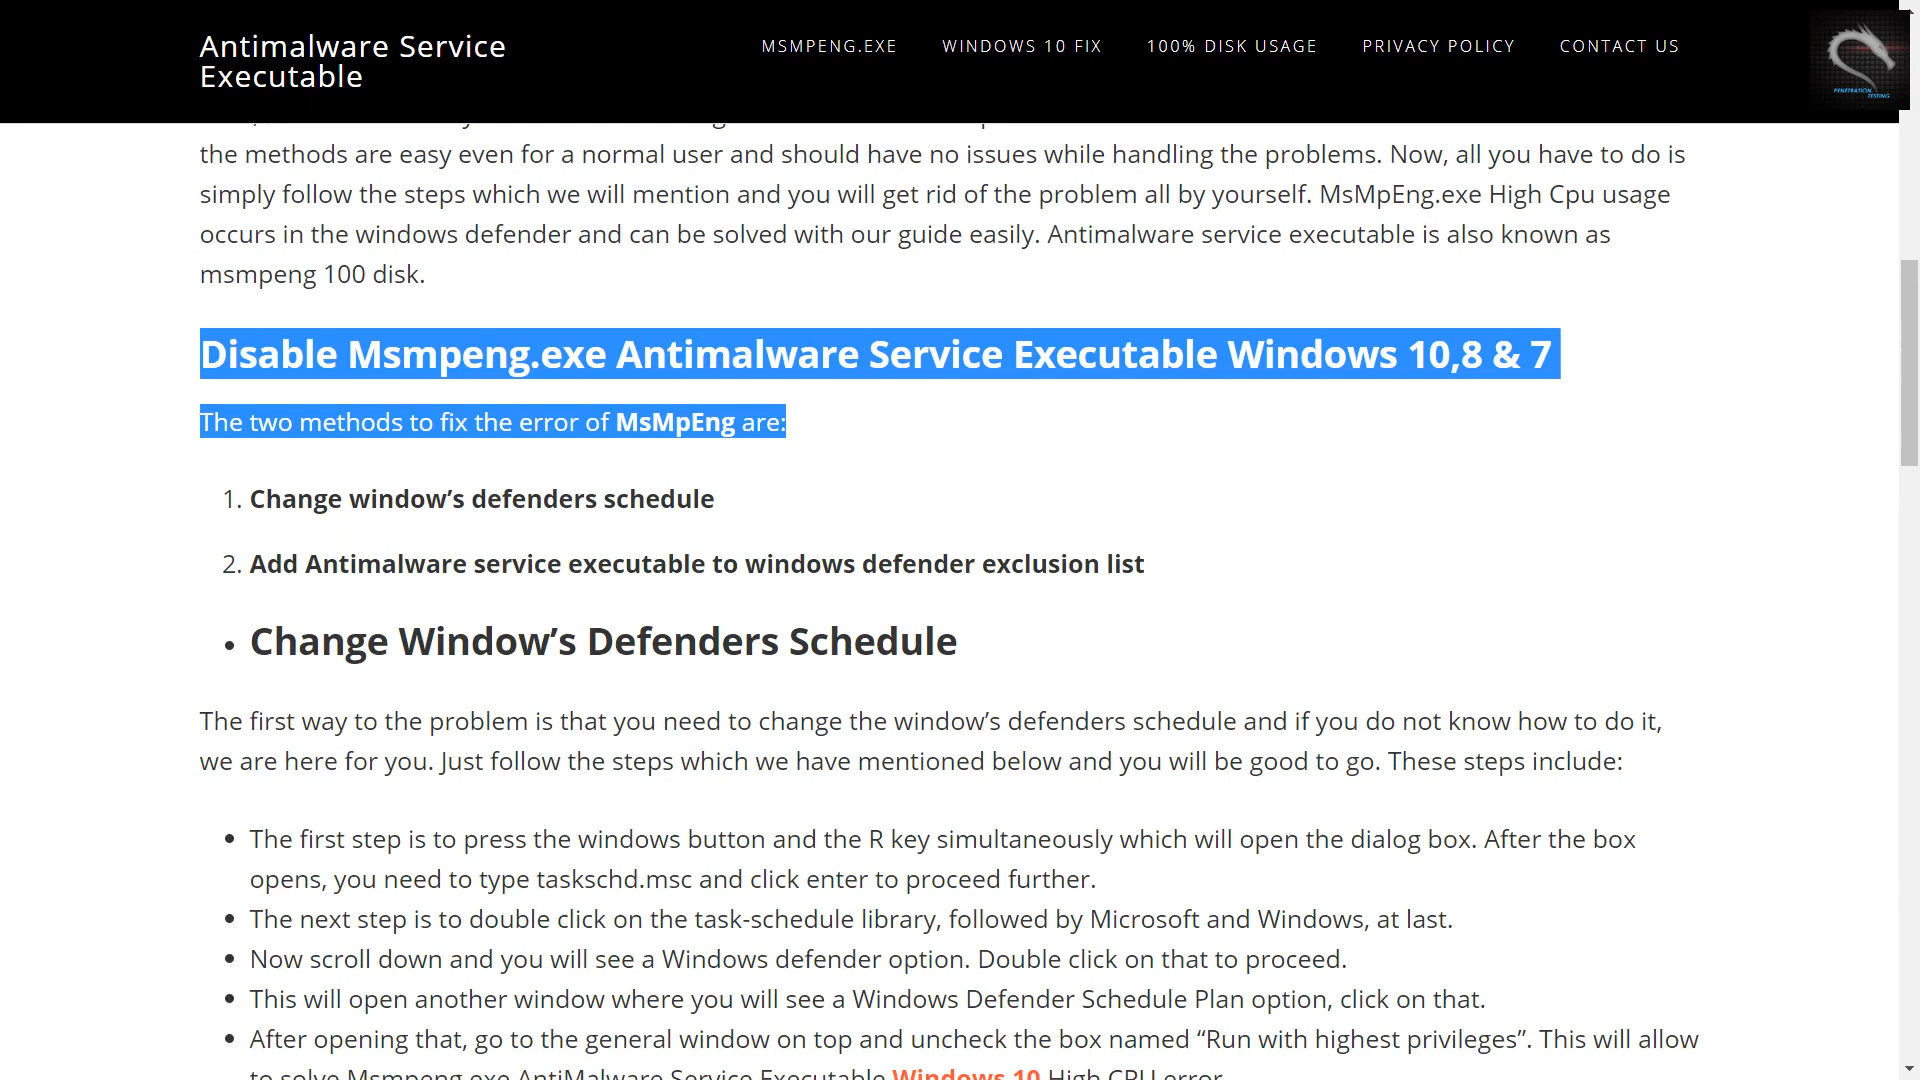 Antimalware Service
Executable
MSMPENG.EXE
WINDOWS 10 FIX
100% DISK USAGE
PRIVACY POLICY
CONTACT US
PENETRATION
TESTING
the methods are easy even for a normal user and should have no issues while handling the problems. Now, all you have to do is
simply follow the steps which we will mention and you will get rid of the problem all by yourself. MsMpEng.exe High Cpu usage
occurs in the windows defender and can be solved with our guide easily. Antimalware service executable is also known as
msmpeng 100 disk.
Disable Msmpeng.exe Antimalware Service Executable Windows 10,8 & 7
The two methods to fix the error of MsMpEng are:
1. Change window’s defenders schedule
2. Add Antimalware service executable to windows defender exclusion list
• Change Window’s Defenders Schedule
The first way to the problem is that you need to change the window’s defenders schedule and if you do not know how to do it,
we are here for you. Just follow the steps which we have mentioned below and you will be good to go. These steps include:
• The first step is to press the windows button and the R key simultaneously which will open the dialog box. After the box
opens, you need to type taskschd.msc and click enter to proceed further.
• The next step is to double click on the task-schedule library, followed by Microsoft and Windows, at last.
• Now scroll down and you will see a Windows defender option. Double click on that to proceed.
• This will open another window where you will see a Windows Defender Schedule Plan option, click on that.
• After opening that, go to the general window on top and uncheck the box named “Run with highest privileges”. This will allow
to solve Msmpeng.exe AntiMalware Service Executable Windows 10 High CPU error